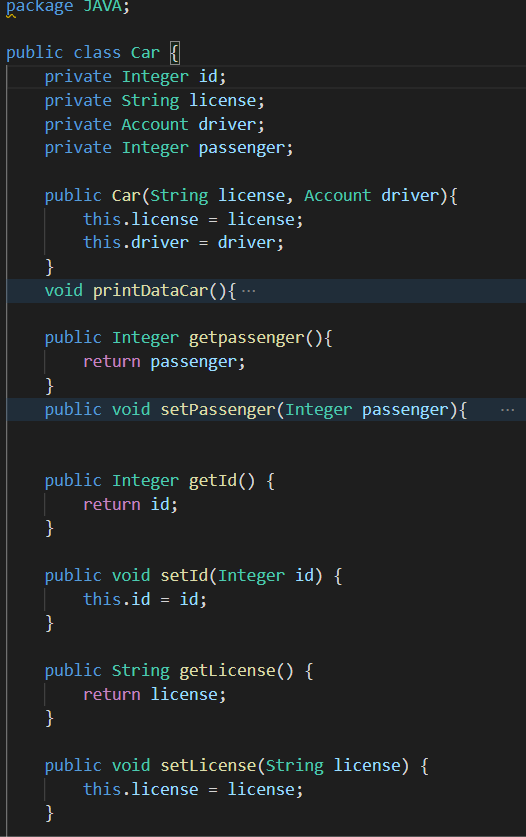 package JAVA;
public class Car {
private Integer id;
private String license;
private Account driver;
private Integer passenger;
public Car(String license, Account driver){
this.license = license;
this.driver = driver;
}
void printDataCar(){ ···
public Integer getpassenger(){
return passenger;
}
public void setPassenger(Integer passenger){ ···
public Integer getId() {
return id;
}
public void setId(Integer id) {
this.id = id;
}
public String getLicense() {
return license;
}
public void setLicense(String license) {
this.license = license;
}